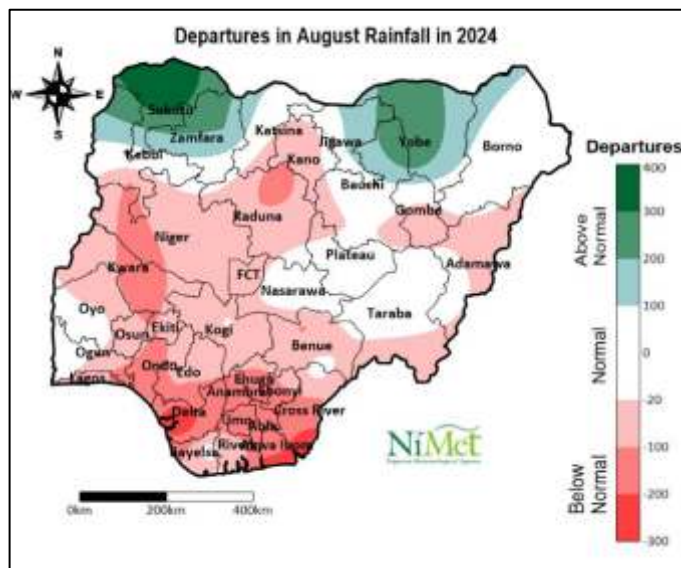 Departures in August Rainfall in 2024
N
W E
S
Sokoto
Zamfara
Katsina
Jigawa
Yobe
Borno
Kebbi
Kano
Bauchi
Kaduna
Gombe
Niger
Plateau
Adamawa
Kwara
FCT
Nasarawa
Taraba
Oyo
Osun
Ekiti
Kogi
Benue
Ogun
Lagos
Ondo
Edo
Enugu
Anambra
Ebonyi
Delta
Imo
Abia
Cross River
Bayelsa
Rivers
Akwa Ibom
NiMet
0km 200km 400km
Departures
Above Normal
Normal
Below Normal
400
300
200
100
0
-20
-100
-200
-300